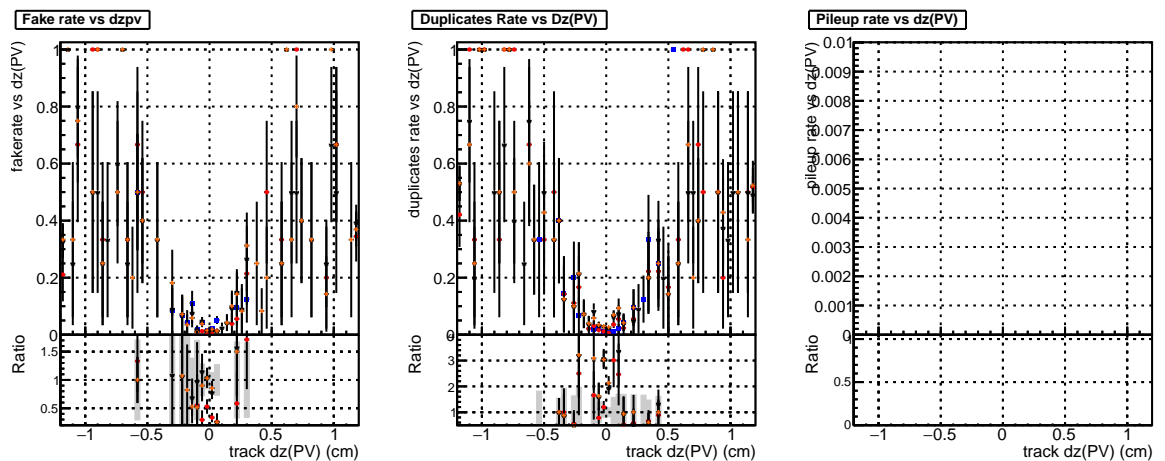 Fake rate vs dzpv
fakerate vs dz(PV)
1
0.8
0.6
0.4
0.2
0
Ratio
1.5
1
0.5
−1 −0.5 0 0.5 1
track dz(PV) (cm)
Duplicates Rate vs Dz(PV)
duplicates rate vs dz(PV)
1
0.8
0.6
0.4
0.2
0
Ratio
3
2
1
−1 −0.5 0 0.5 1
track dz(PV) (cm)
Pileup rate vs dz(PV)
pileup rate vs dz(PV)
0.01
0.009
0.008
0.007
0.006
0.005
0.004
0.003
0.002
0.001
0
Ratio
1
0.5
0
−1 −0.5 0 0.5 1
track dz(PV) (cm)